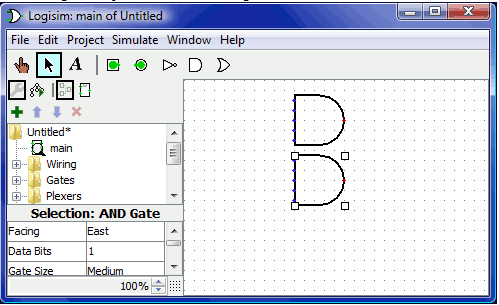 Logisim: main of Untitled
File Edit Project Simulate Window Help
A
Untitled*
main
Wiring
Gates
Plexers
Selection: AND Gate
Facing East
Data Bits 1
Gate Size Medium
100%